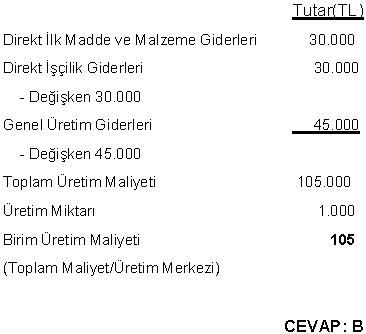 Tutar(TL)
Direkt İlk Madde ve Malzeme Giderleri 30.000
Direkt İşçilik Giderleri 30.000
- Değişken 30.000
Genel Üretim Giderleri 45.000
- Değişken 45.000
Toplam Üretim Maliyeti 105.000
Üretim Miktarı 1.000
Birim Üretim Maliyeti 105
(Toplam Maliyet/Üretim Merkezi)
CEVAP: B